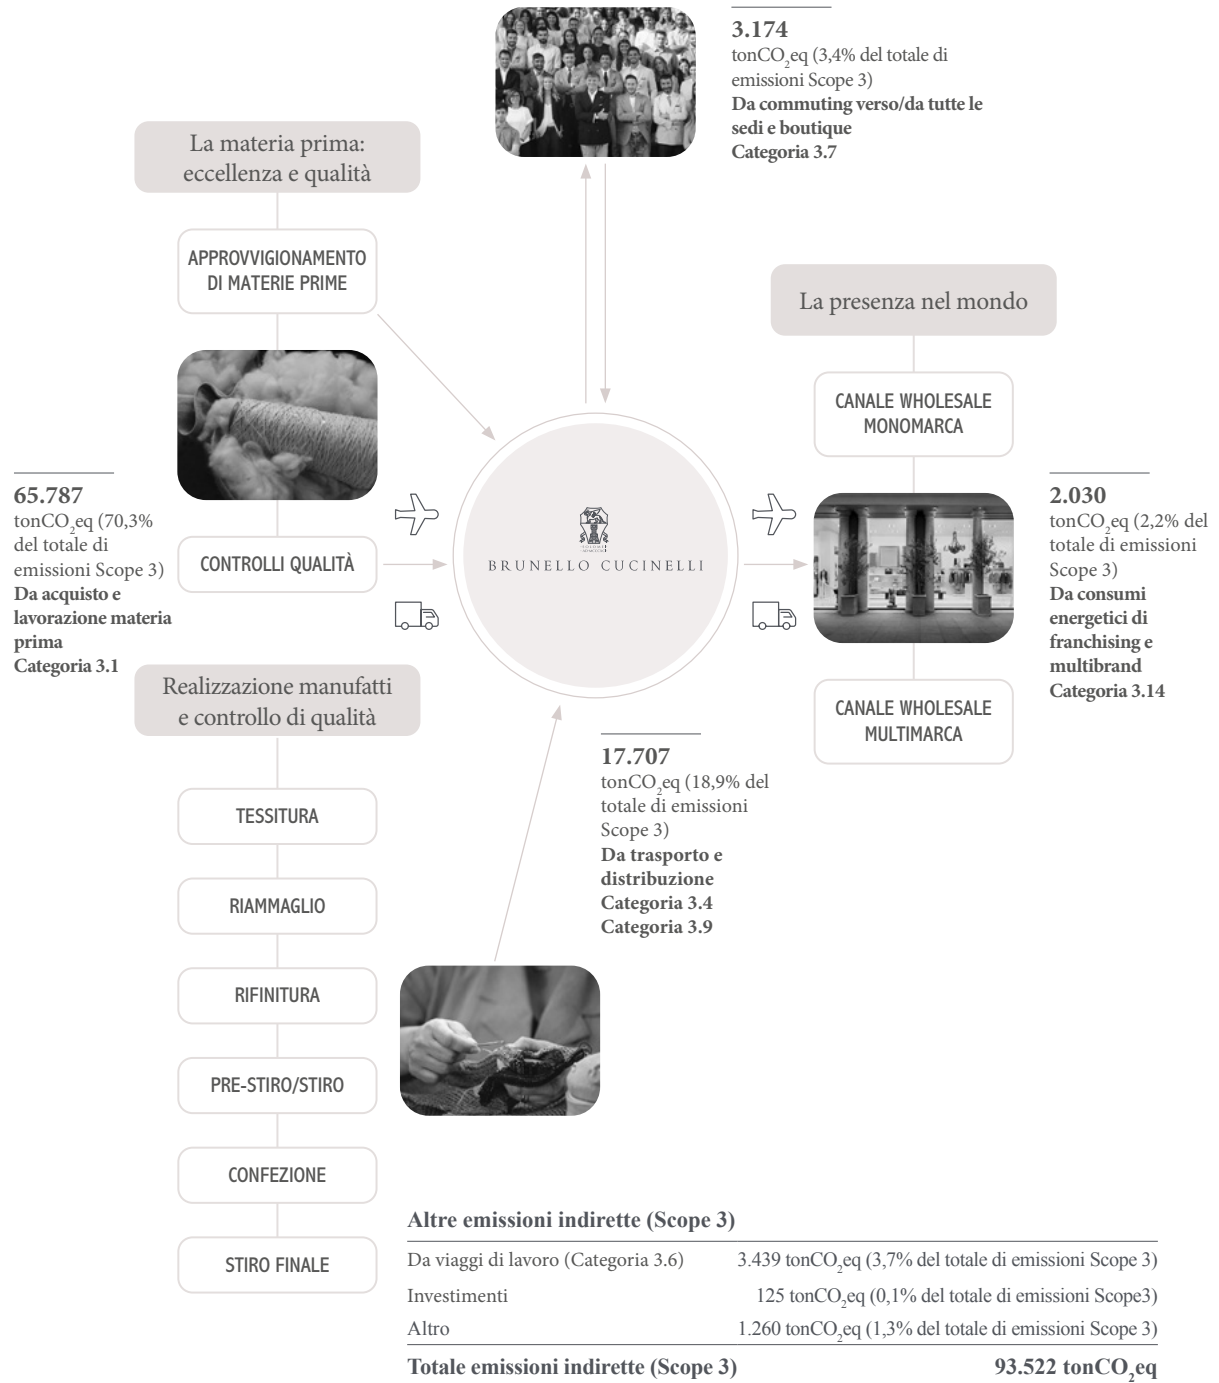 3.174
tonCO2eq (3,4% del totale di
emissioni Scope 3)
Da commuting verso/da tutte le
sedi e boutique
Categoria 3.7
La materia prima:
eccellenza e qualità
APPROVVIGIONAMENTO
DI MATERIE PRIME
La presenza nel mondo
CANALE WHOLESALE
MONOMARCA
65.787
tonCO2eq (70,3%
del totale di
emissioni Scope 3)
Da acquisto e
lavorazione materia
prima
Categoria 3.1
CONTROLLI QUALITÀ
BRUNELLO CUCINELLI
2.030
tonCO2eq (2,2% del
totale di emissioni
Scope 3)
Da consumi
energetici di
franchising e
multibrand
Categoria 3.14
Realizzazione manufatti
e controllo di qualità
CANALE WHOLESALE
MULTIMARCA
17.707
tonCO2eq (18,9% del
totale di emissioni
Scope 3)
Da trasporto e
distribuzione
Categoria 3.4
Categoria 3.9
TESSITURA
RIAMMAGLIO
RIFINITURA
PRE-STIRO/STIRO
CONFEZIONE
STIRO FINALE
Altre emissioni indirette (Scope 3)
Da viaggi di lavoro (Categoria 3.6) 3.439 tonCO2eq (3,7% del totale di emissioni Scope 3)
Investimenti 125 tonCO2eq (0,1% del totale di emissioni Scope3)
Altro 1.260 tonCO2eq (1,3% del totale di emissioni Scope 3)
Totale emissioni indirette (Scope 3) 93.522 tonCO2eq